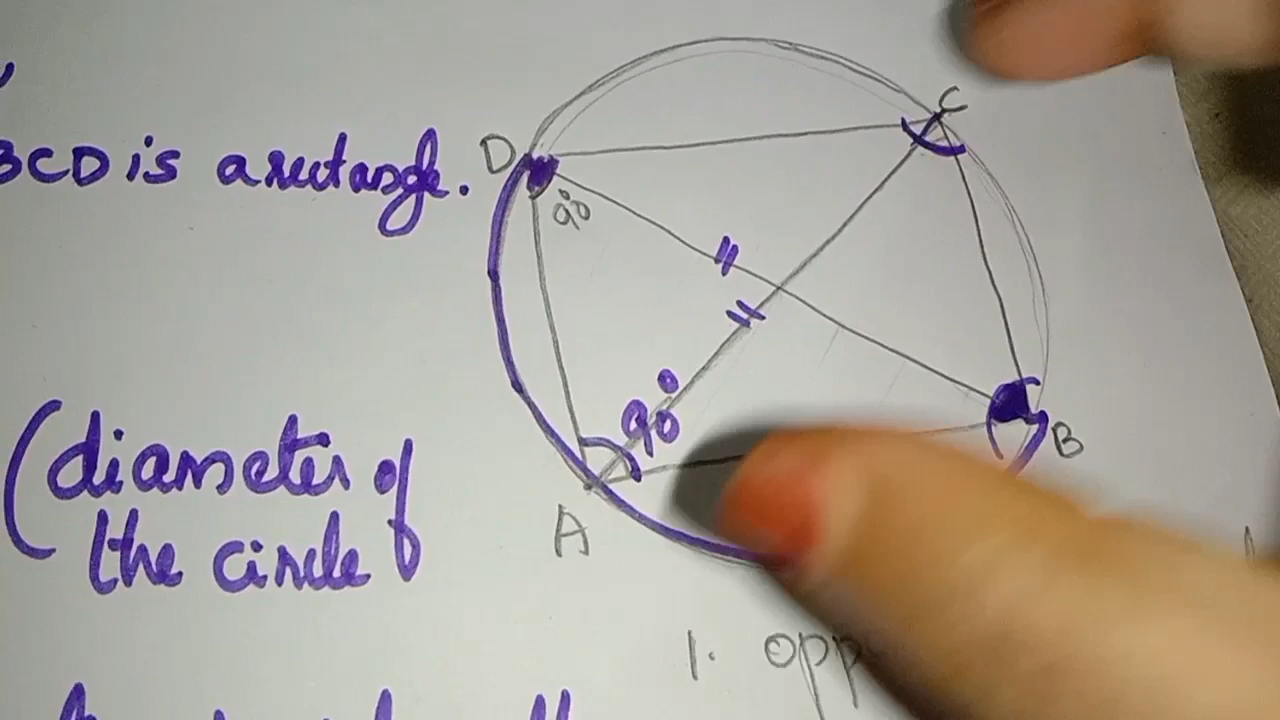 BCD is a rectangle.
D
C
90°
90°
B
A
(diameter of
the circle
1. opp